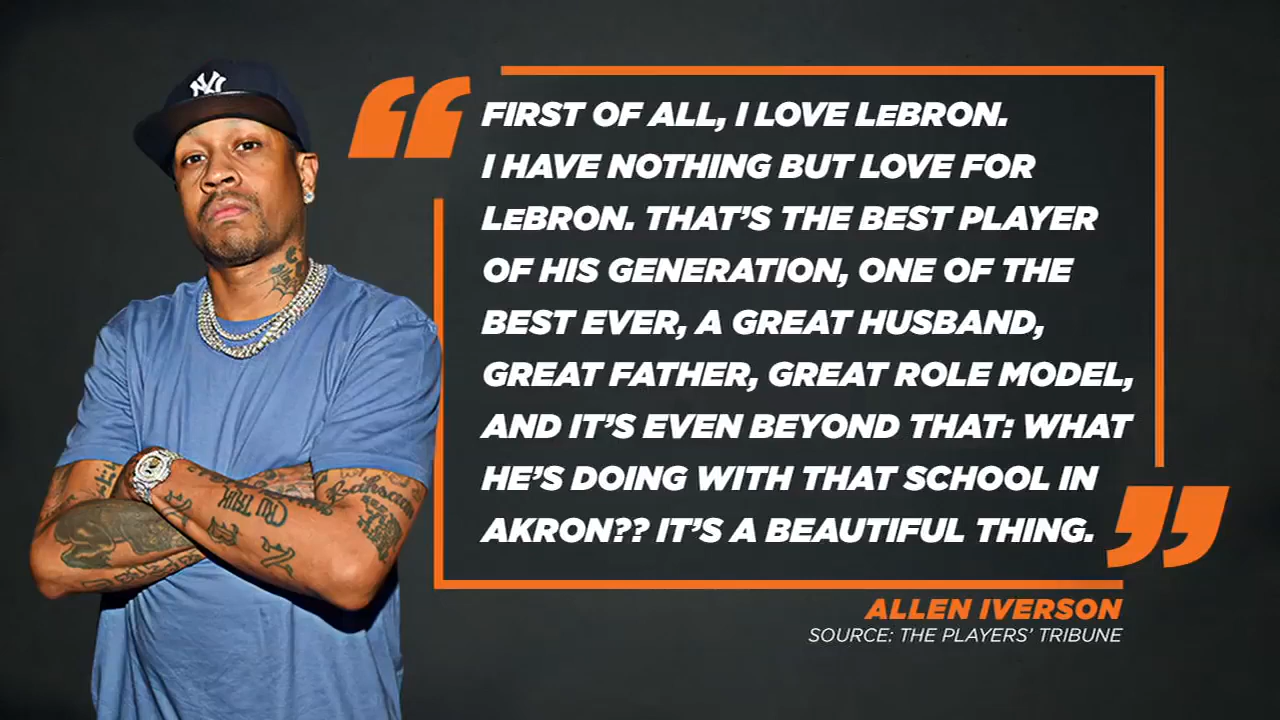 NY
FIRST OF ALL, I LOVE LeBRON.
I HAVE NOTHING BUT LOVE FOR
LeBRON. THAT'S THE BEST PLAYER
OF HIS GENERATION, ONE OF THE
BEST EVER, A GREAT HUSBAND,
GREAT FATHER, GREAT ROLE MODEL,
AND IT'S EVEN BEYOND THAT: WHAT
HE'S DOING WITH THAT SCHOOL IN
AKRON?? IT'S A BEAUTIFUL THING.
ALLEN IVERSON
SOURCE: THE PLAYERS' TRIBUNE
CRU THIK